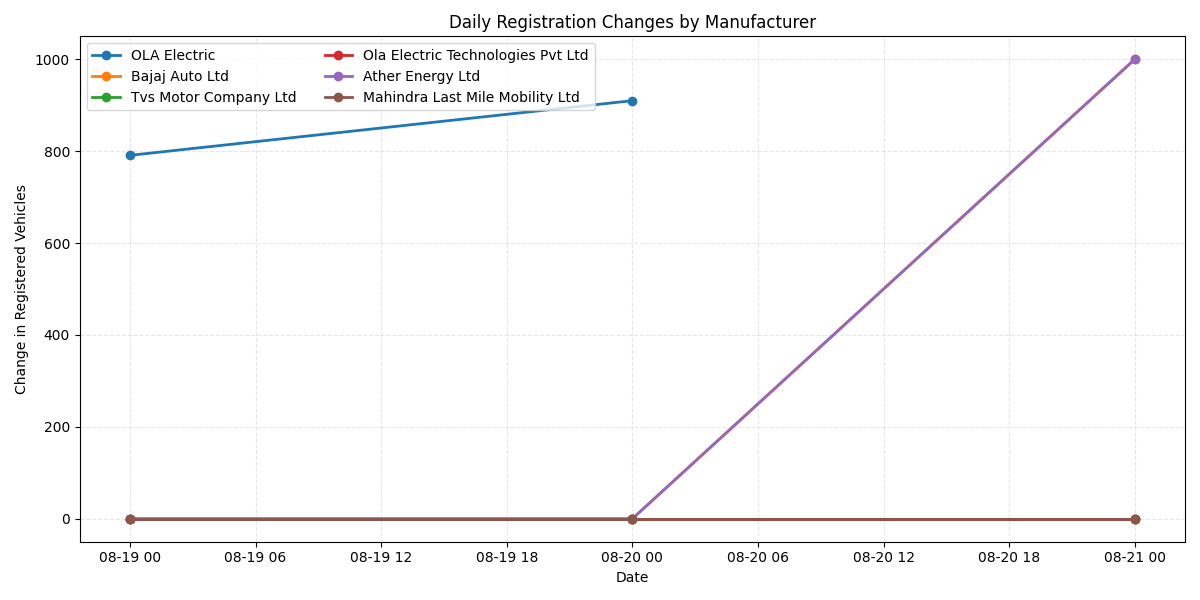 Daily Registration Changes by Manufacturer
OLA Electric
Bajaj Auto Ltd
Tvs Motor Company Ltd
Ola Electric Technologies Pvt Ltd
Ather Energy Ltd
Mahindra Last Mile Mobility Ltd
Change in Registered Vehicles
1000
800
600
400
200
0
08-19 00
08-19 06
08-19 12
08-19 18
08-20 00
08-20 06
08-20 12
08-20 18
08-21 00
Date